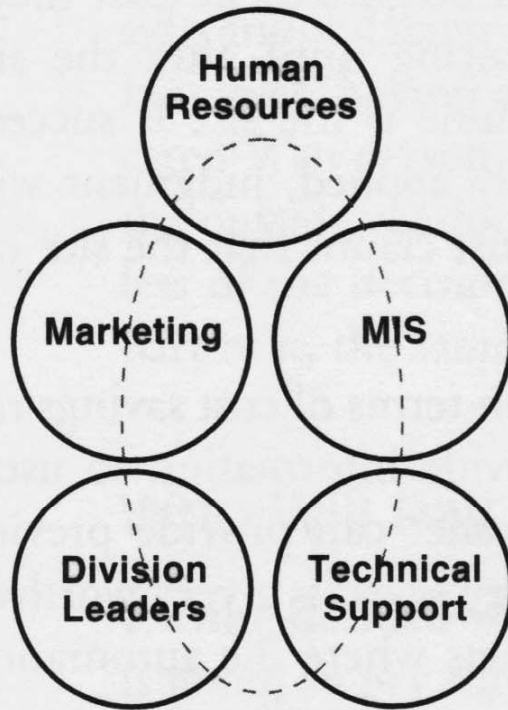 Human
Resources
Marketing
MIS
Division
Leaders
Technical
Support